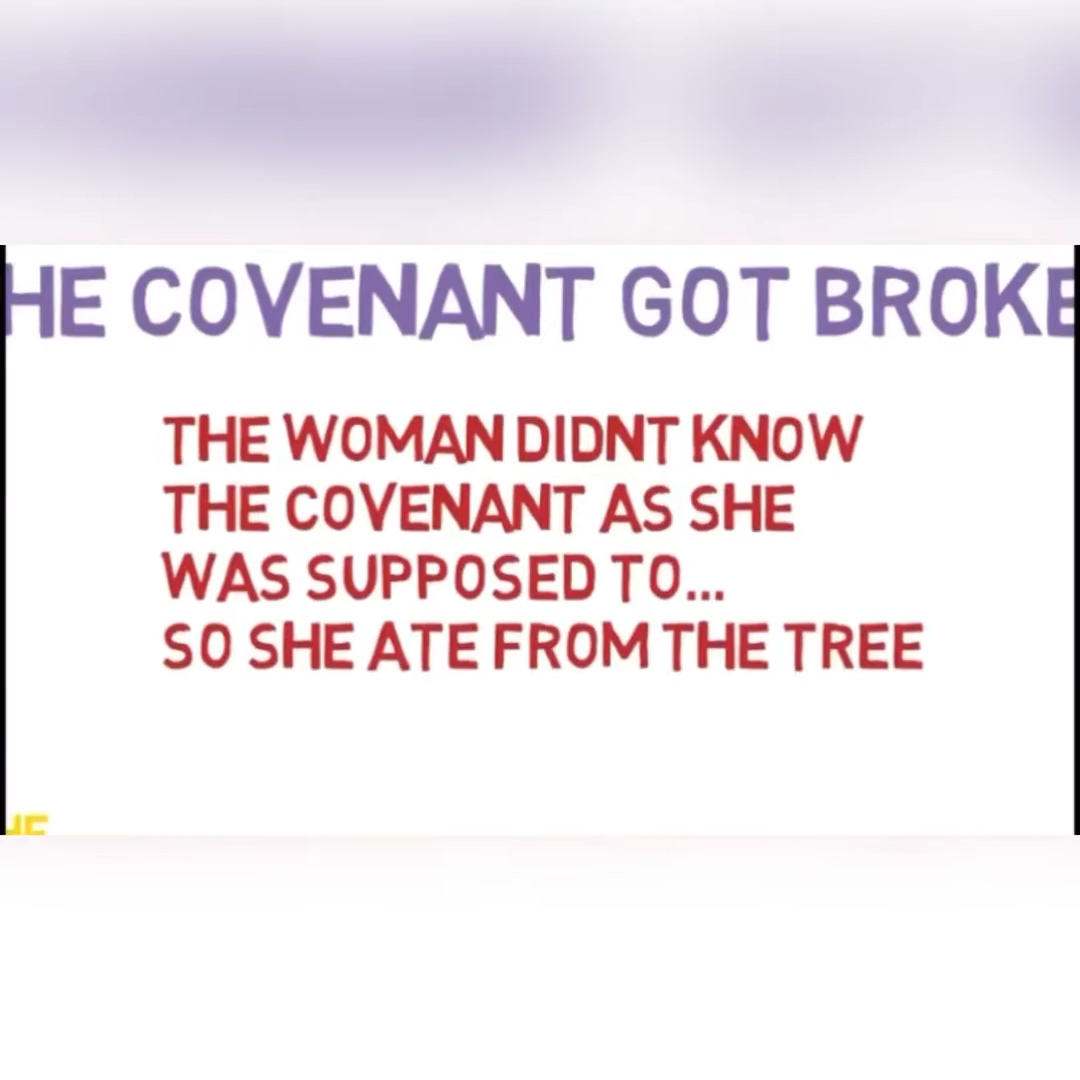 HE COVENANT GOT BROKE
THE WOMAN DIDNT KNOW
THE COVENANT AS SHE
WAS SUPPOSED TO...
SO SHE ATE FROM THE TREE
HE